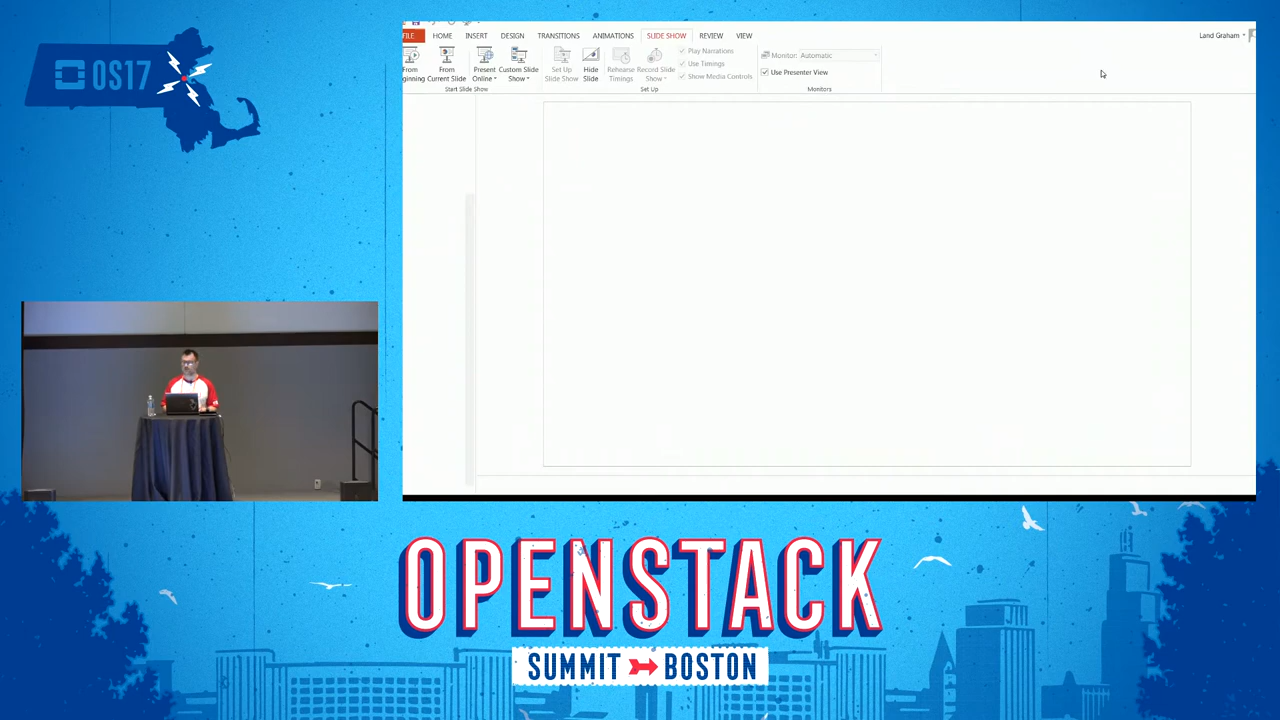 OS17
FILE
HOME
INSERT
DESIGN
TRANSITIONS
ANIMATIONS
SLIDE SHOW
REVIEW
VIEW
Land Graham
From
Current Slide
Present
Online
Custom Slide
Show
Set Up
Slide Show
Hide
Slide
Rehearse
Timings
Record Slide
Show
Play Narrations
Use Timings
Show Media Controls
Monitor: Automatic
Use Presenter View
Start Slide Show
Set Up
Monitors
OPENSTACK
SUMMIT BOSTON